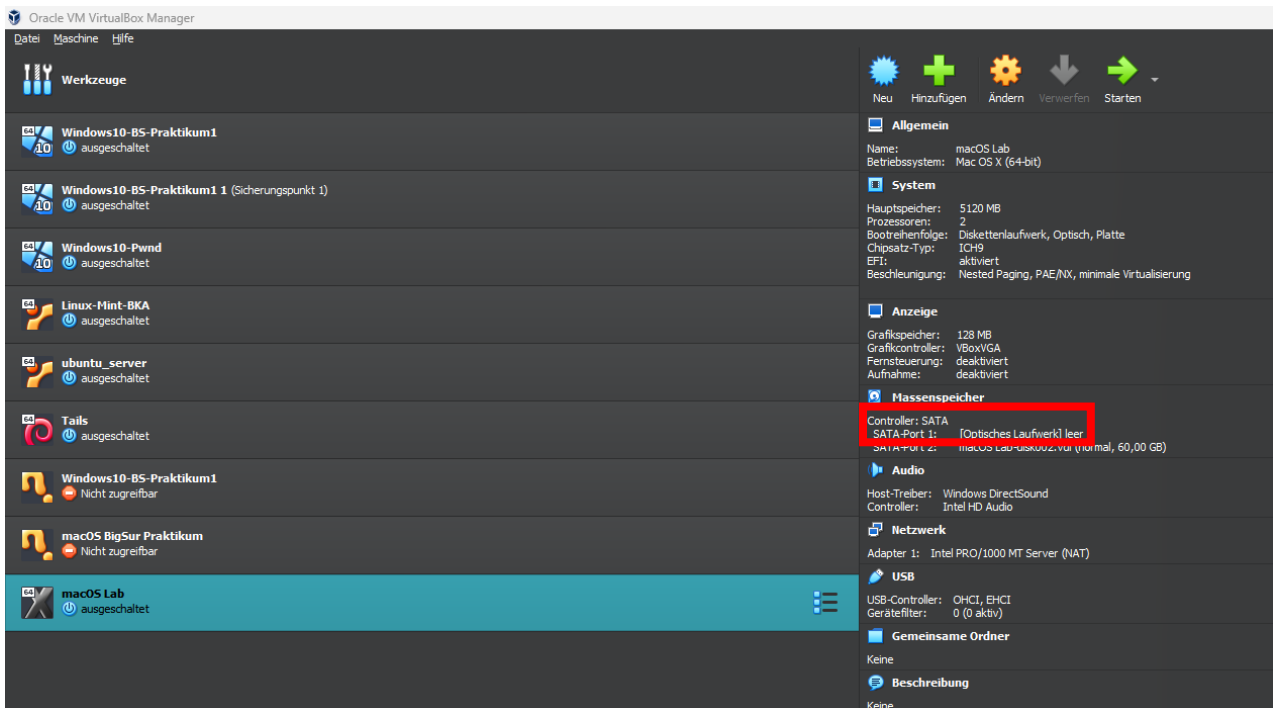 Oracle VM VirtualBox Manager
Datei Maschine Hilfe
Werkzeuge
Windows10-BS-Praktikum1
ausgeschaltet
Windows10-BS-Praktikum1 1 (Sicherungspunkt 1)
ausgeschaltet
Windows10-Pwnd
ausgeschaltet
Linux-Mint-BKA
ausgeschaltet
ubuntu_server
ausgeschaltet
Tails
ausgeschaltet
Windows10-BS-Praktikum1
Nicht zugreifbar
macOS BigSur Praktikum
Nicht zugreifbar
macOS Lab
ausgeschaltet
Neu Hinzufügen Ändern Verwerfen Starten
Allgemein
Name: macOS Lab
Betriebssystem: Mac OS X (64-bit)
System
Hauptspeicher: 5120 MB
Prozessoren: 2
Bootreihenfolge: Diskettenlaufwerk, Optisch, Platte
Chipsatz-Typ: ICH9
EFI: aktiviert
Beschleunigung: Nested Paging, PAE/NX, minimale Virtualisierung
Anzeige
Grafikspeicher: 128 MB
Grafikcontroller: VBoxVGA
Fernsteuerung: deaktiviert
Aufnahme: deaktiviert
Massenspeicher
Controller: SATA
SATA-Port 1: [Optisches Laufwerk] leer
SATA-Port 2: macOS Lab-disk002.vdi (normal, 60,00 GB)
Audio
Host-Treiber: Windows DirectSound
Controller: Intel HD Audio
Netzwerk
Adapter 1: Intel PRO/1000 MT Server (NAT)
USB
USB-Controller: OHCI, EHCI
Gerätefilter: 0 (0 aktiv)
Gemeinsame Ordner
Keine
Beschreibung
Keine